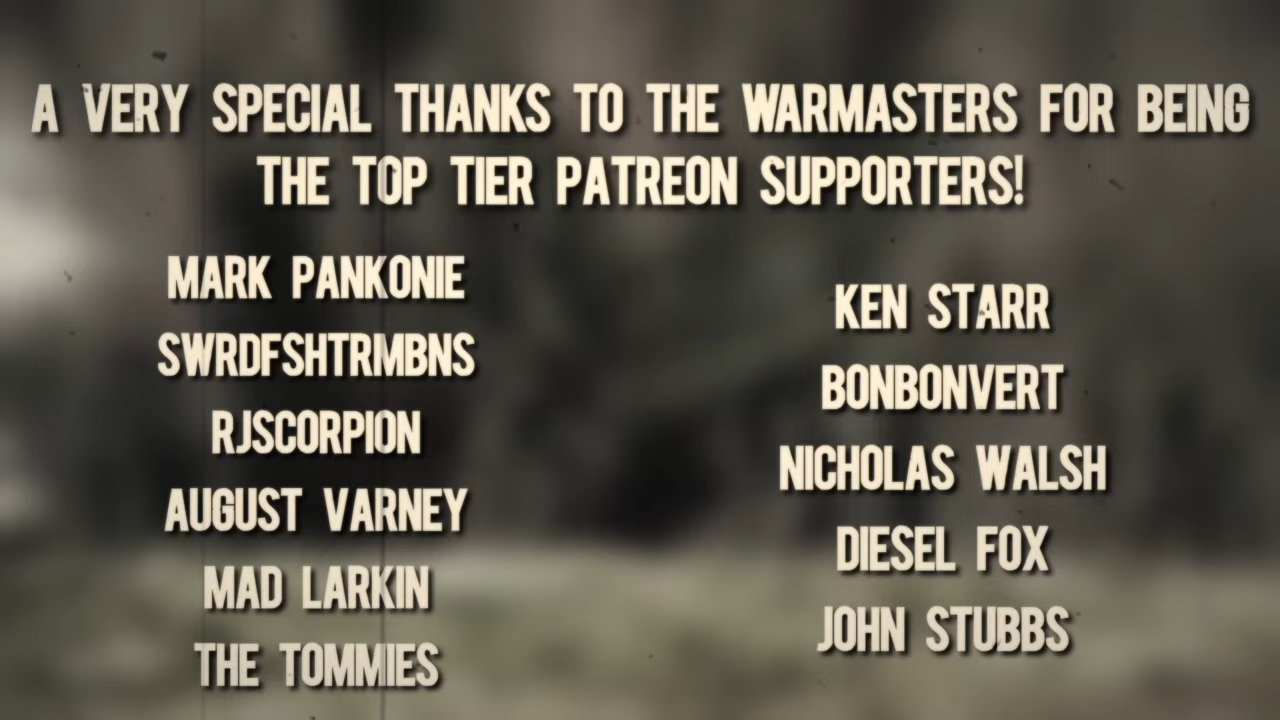 A VERY SPECIAL THANKS TO THE WARMASTERS FOR BEING
THE TOP TIER PATREON SUPPORTERS!
MARK PANKONIE
SWRDFSHTRMBNS
RJSCORPION
AUGUST VARNEY
MAD LARKIN
THE TOMMIES
KEN STARR
BONBONVERT
NICHOLAS WALSH
DIESEL FOX
JOHN STUBBS